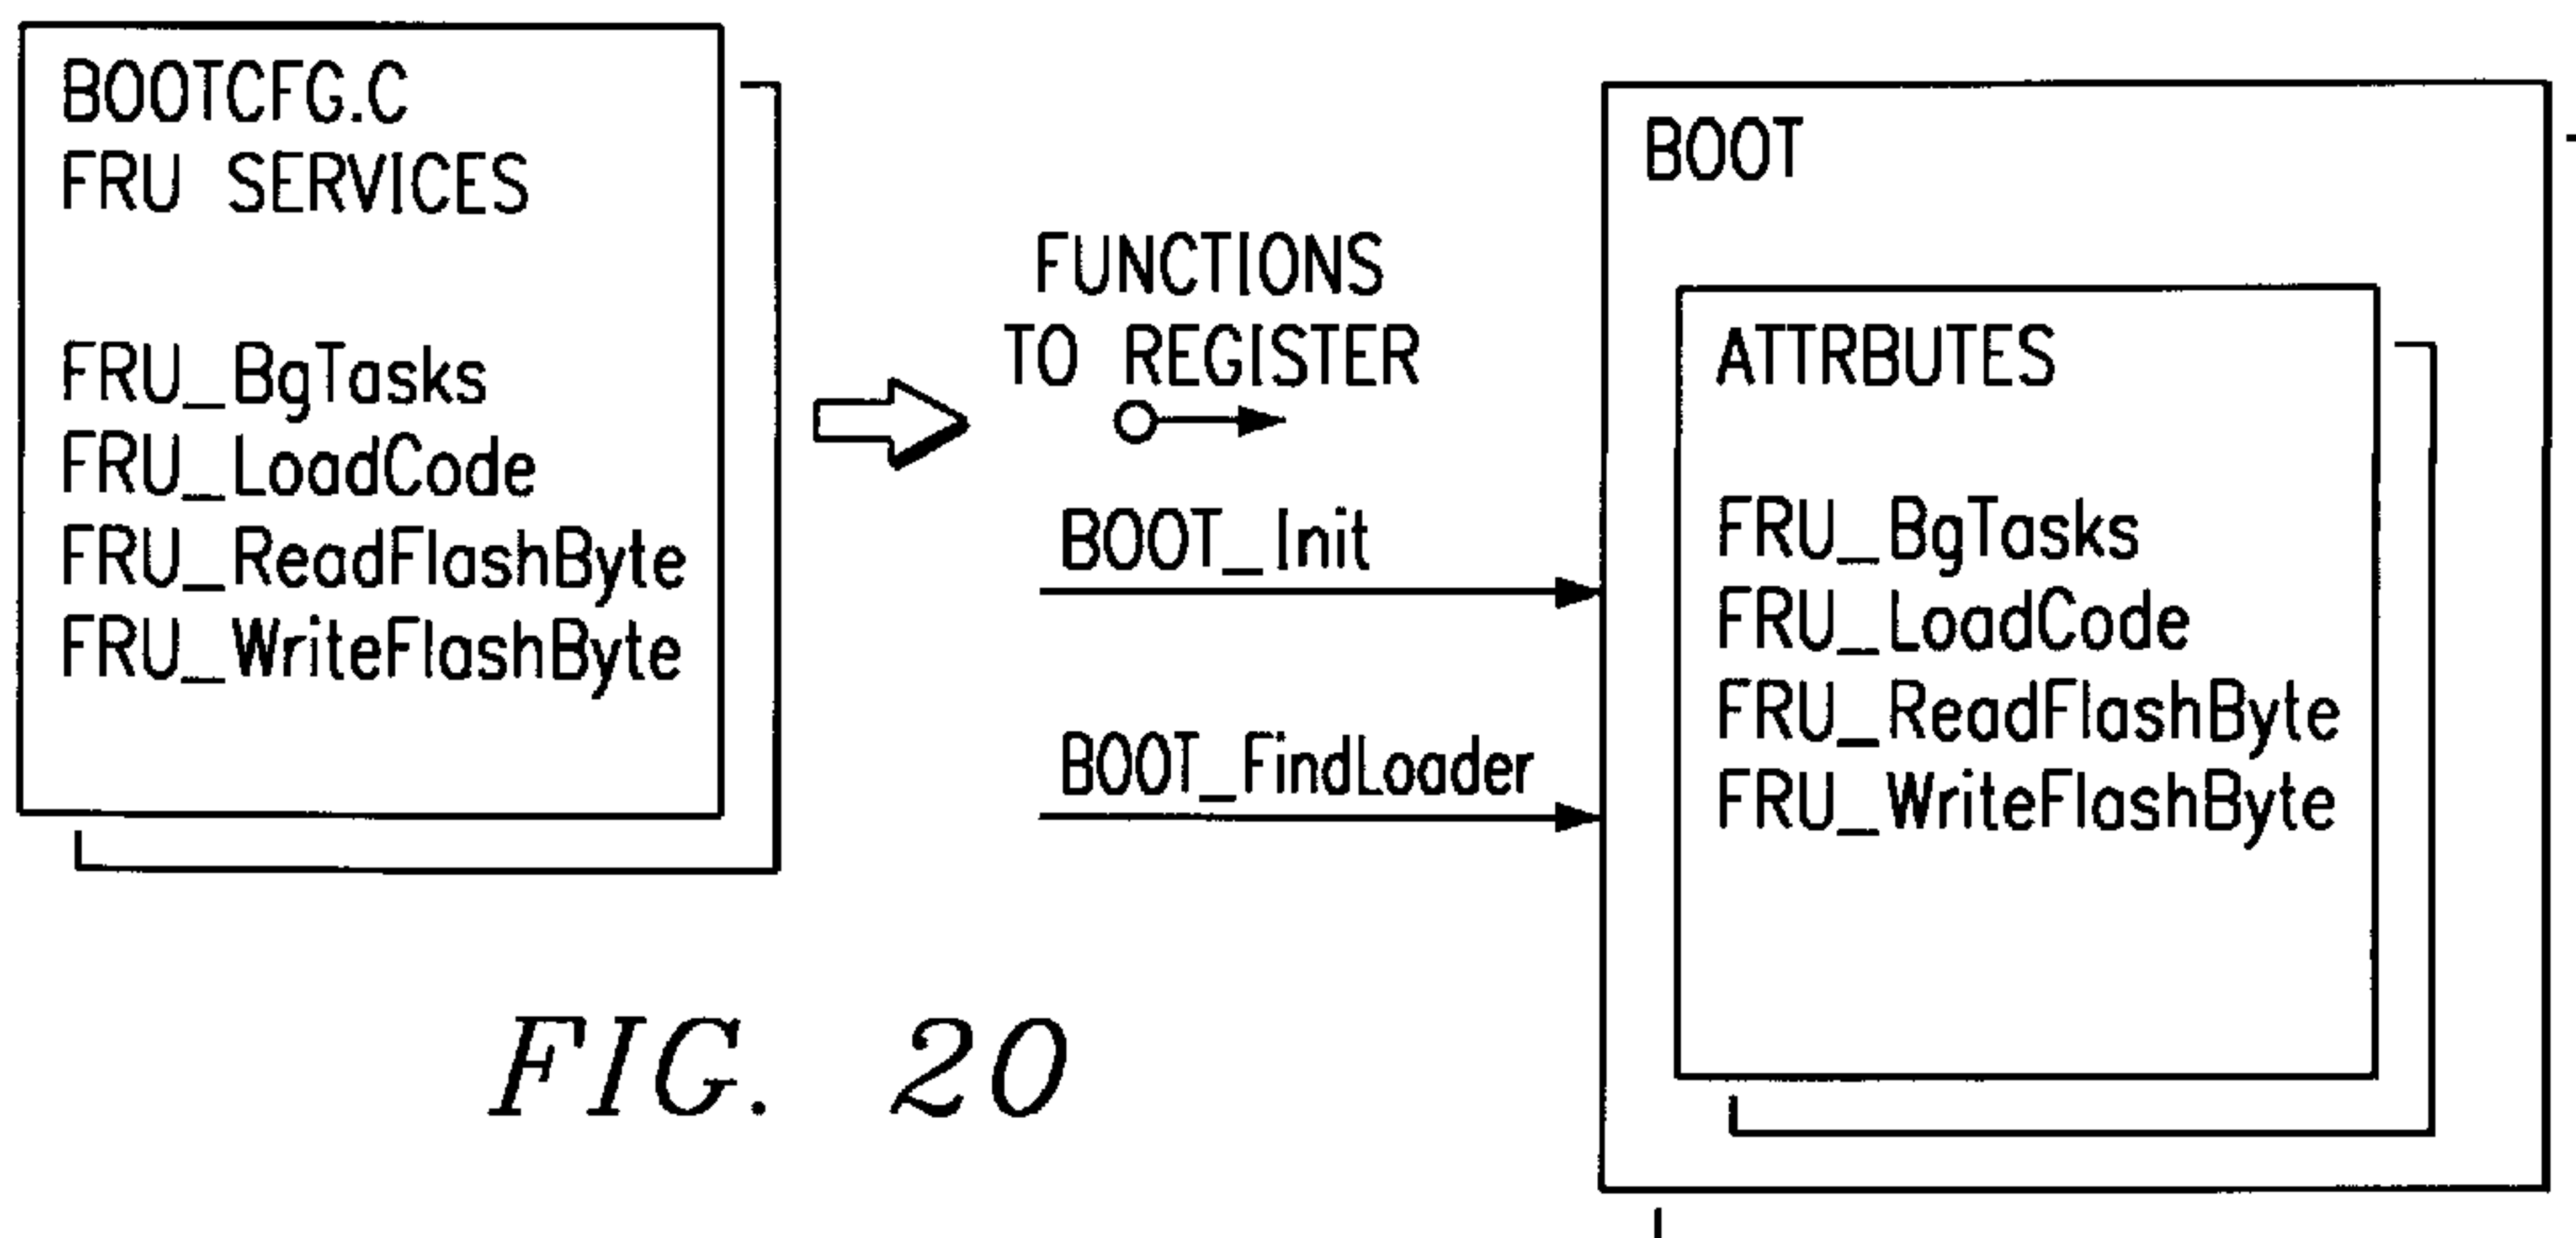 BOOTCFG.C
FRU SERVICES
FRU_BgTasks
FRU_LoadCode
FRU_ReadFlashByte
FRU_WriteFlashByte
FUNCTIONS
TO REGISTER
BOOT_Init
BOOT_FindLoader
BOOT
ATTRBUTES
FRU_BgTasks
FRU_LoadCode
FRU_ReadFlashByte
FRU_WriteFlashByte
FIG. 20